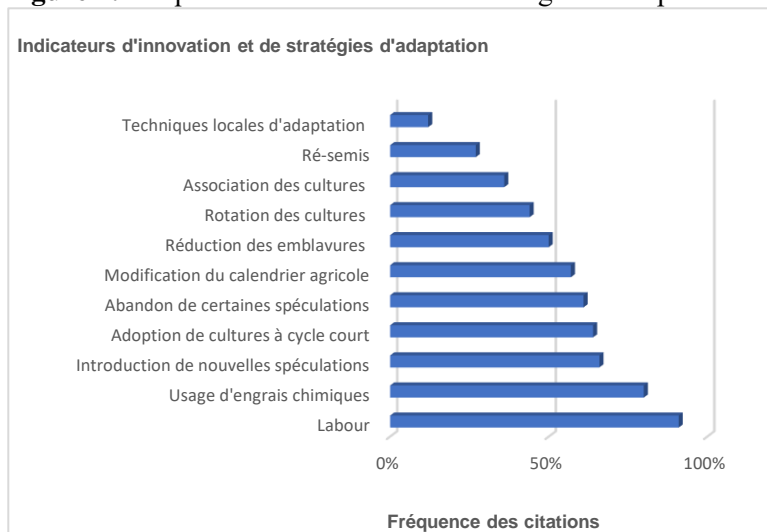 Indicateurs d'innovation et de stratégies d'adaptation
Techniques locales d'adaptation
Ré-semis
Association des cultures
Rotation des cultures
Réduction des emblavures
Modification du calendrier agricole
Abandon de certaines spéculations
Adoption de cultures à cycle court
Introduction de nouvelles spéculations
Usage d'engrais chimiques
Labour
0% 50% 100%
Fréquence des citations